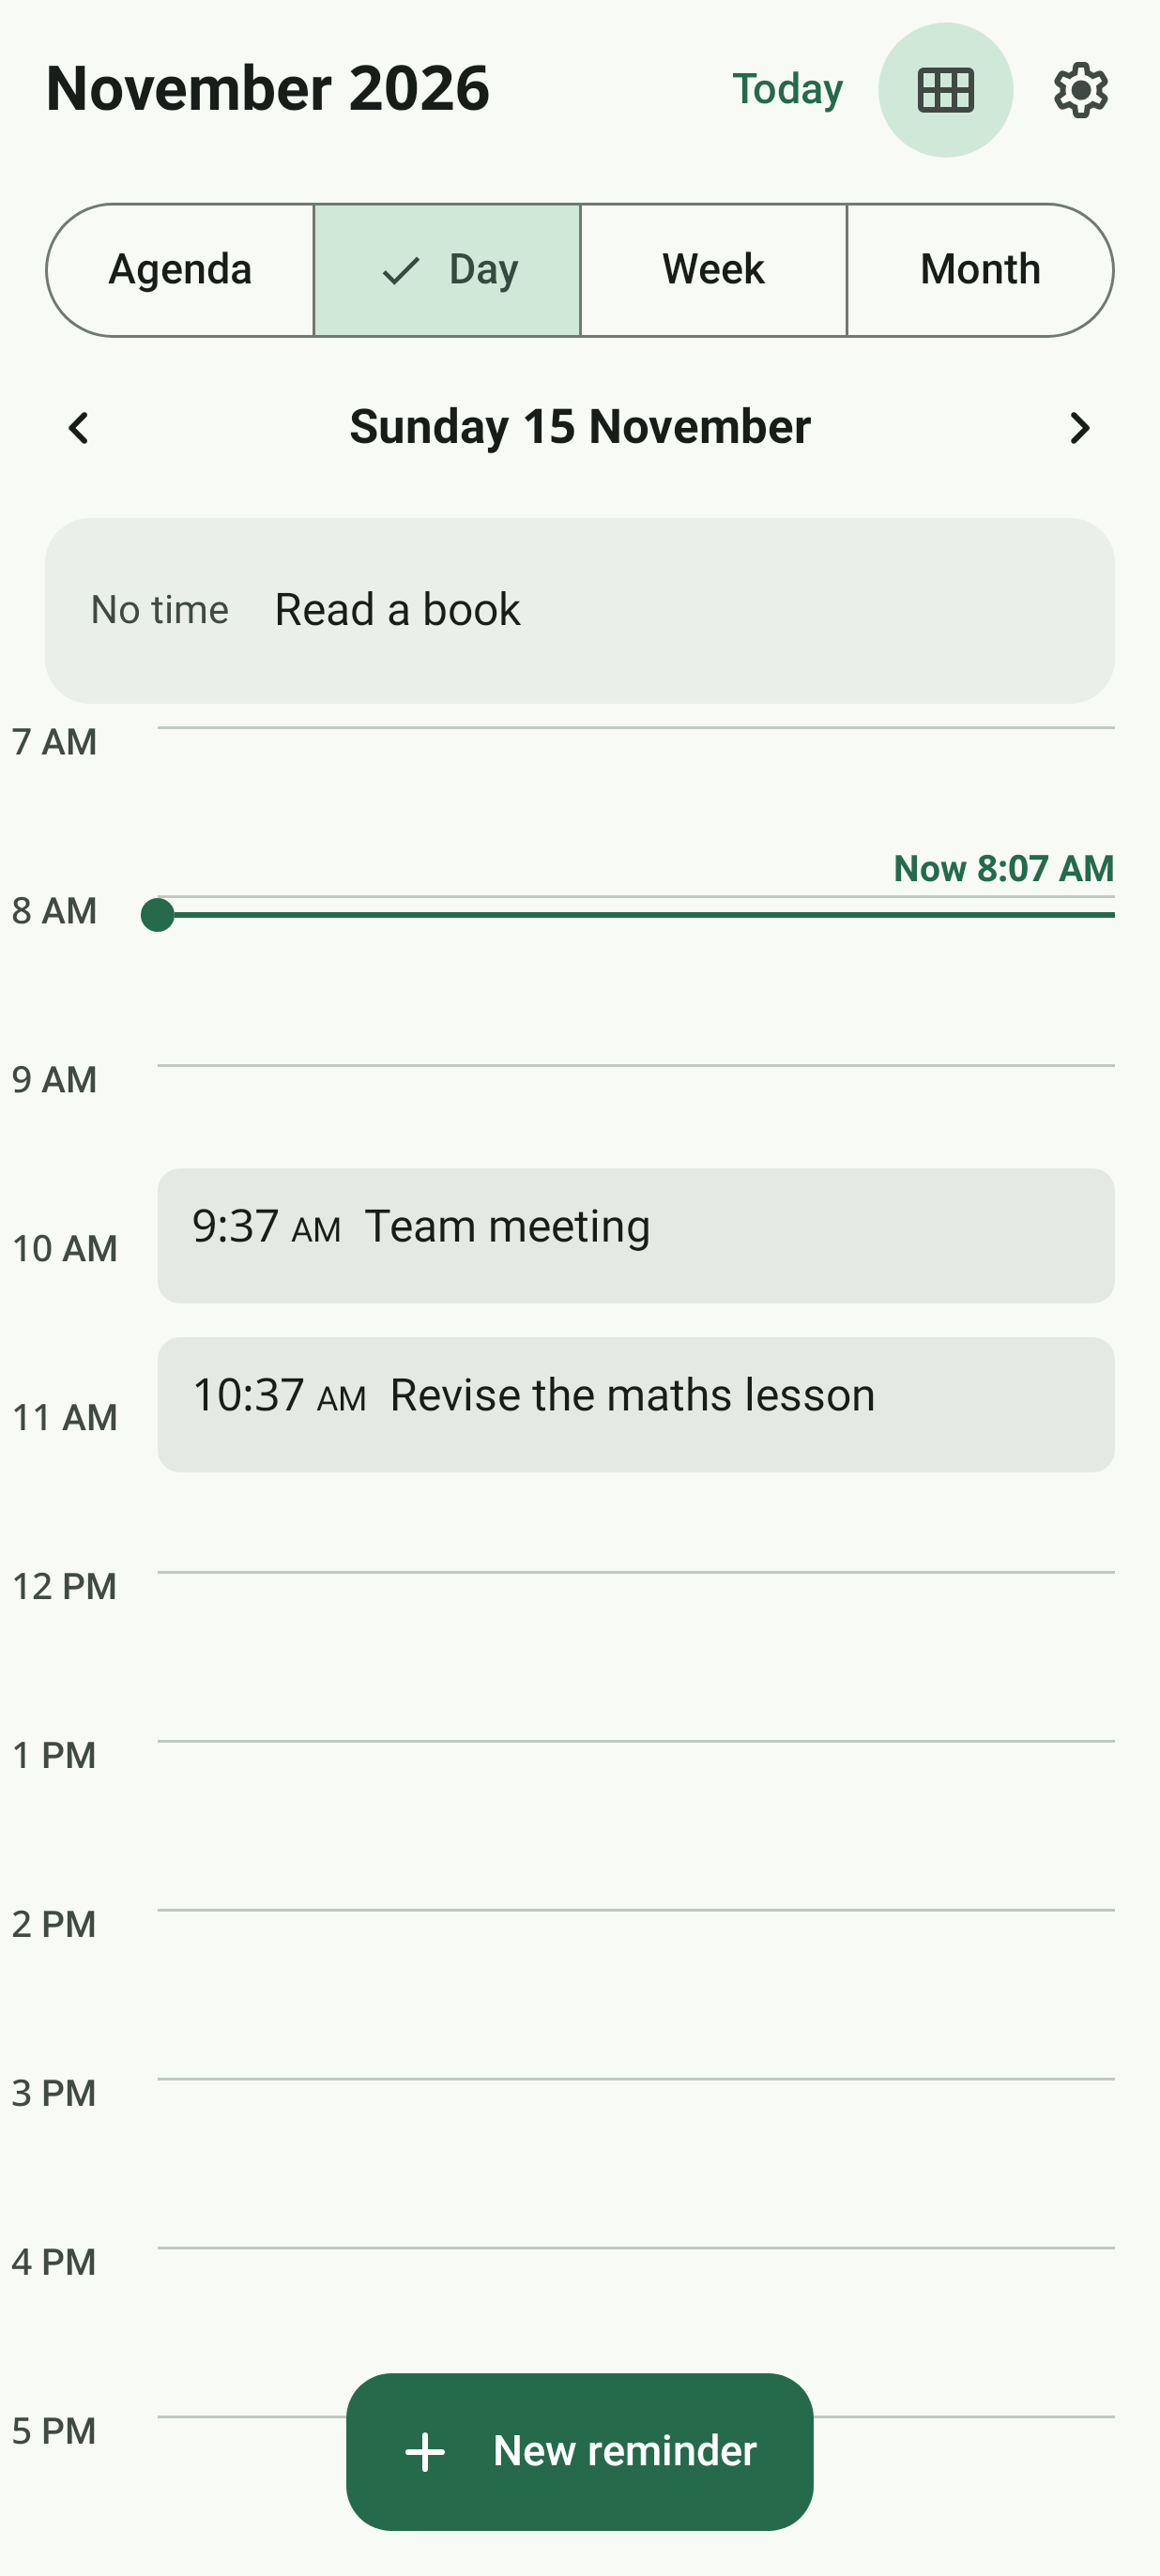 November 2026 Today
Agenda Day Week Month
Sunday 15 November
No time Read a book
7 AM
Now 8:07 AM
8 AM
9 AM
9:37 AM Team meeting
10 AM
10:37 AM Revise the maths lesson
11 AM
12 PM
1 PM
2 PM
3 PM
4 PM
5 PM
New reminder